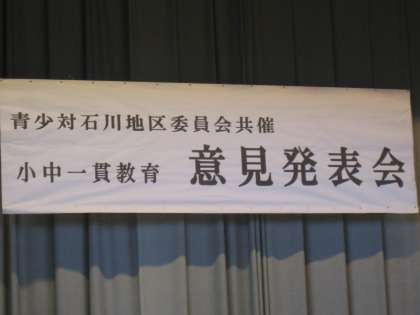 青少対石川地区委員会共催
小中一貫教育 意見発表会